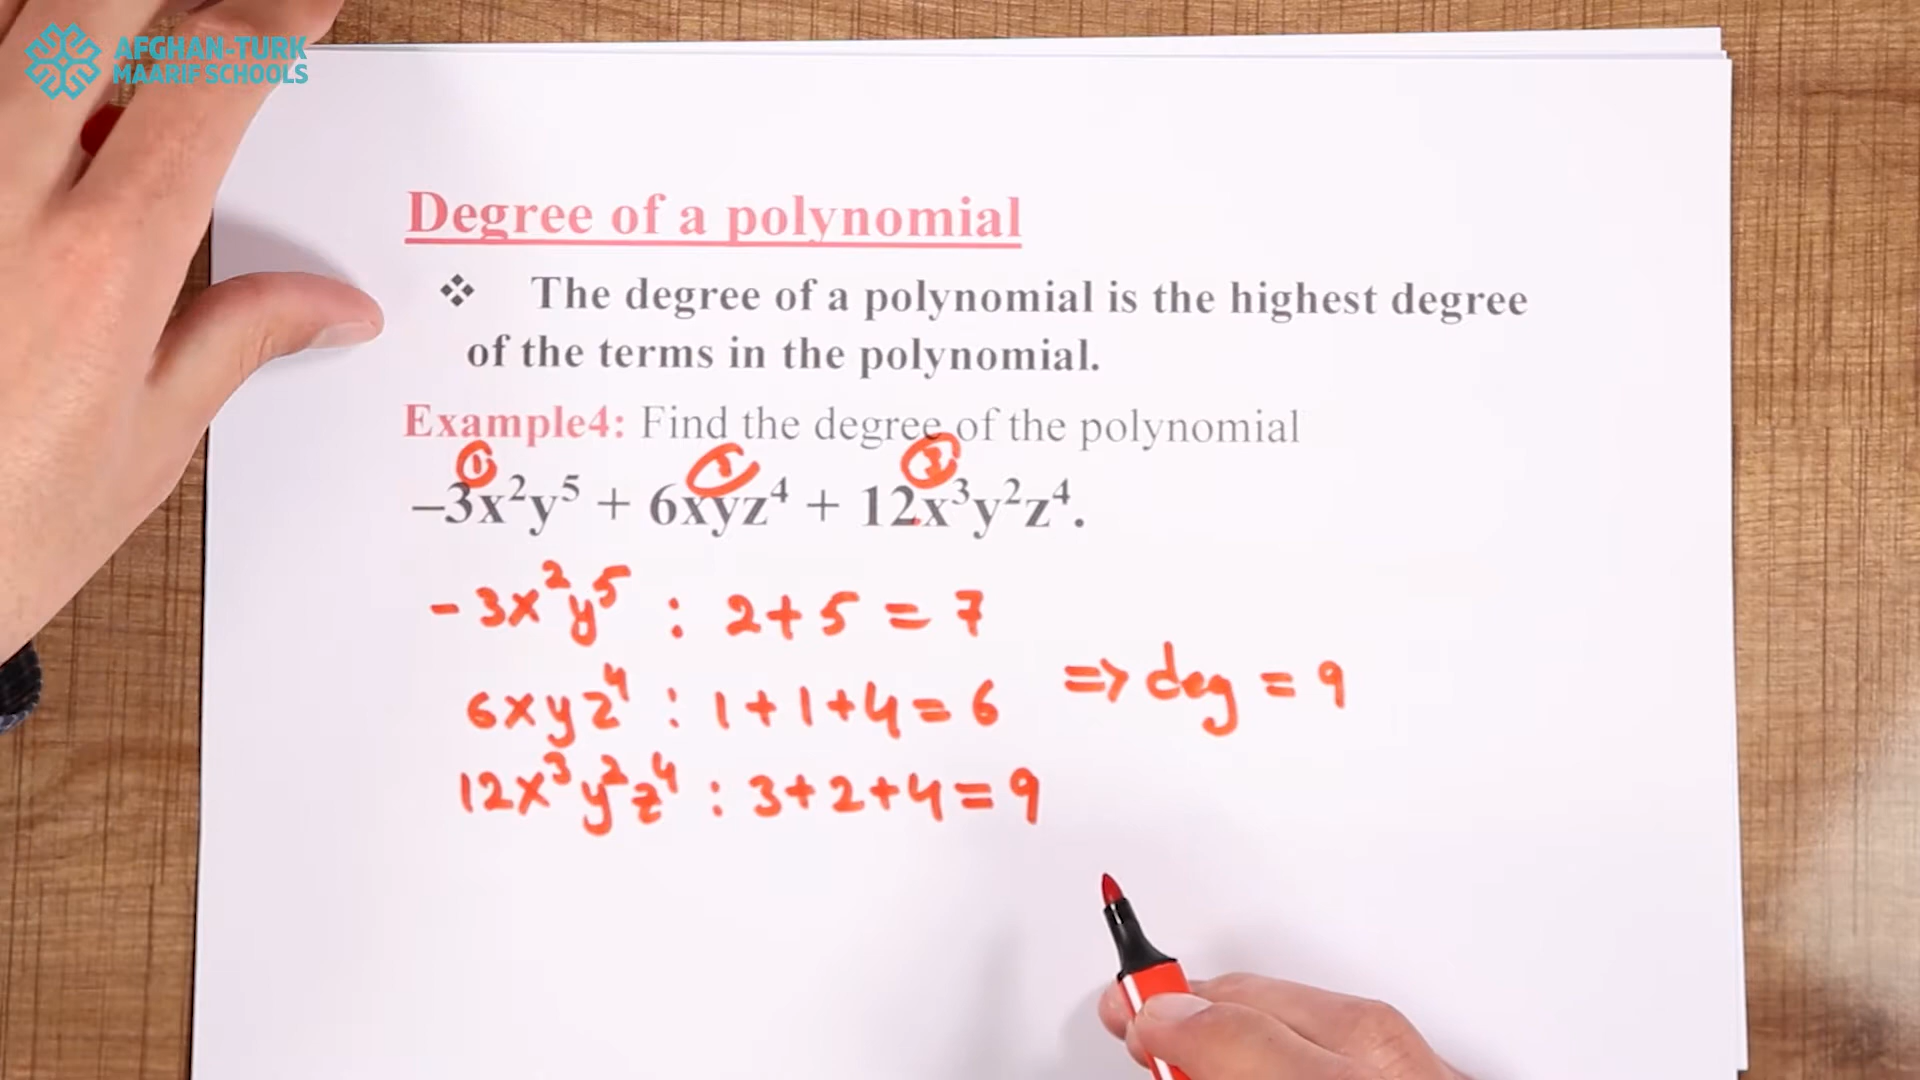 AFGHAN-TURK
MAARIF SCHOOLS
Degree of a polynomial
❖ The degree of a polynomial is the highest degree
of the terms in the polynomial.
Example4: Find the degree of the polynomial
①
−3x²y⁵ + 6xyz⁴ + 12x³y²z⁴.
-3x²y⁵ : 2+5=7
6xyz⁴ : 1+1+4=6
⇒ deg = 9
12x³y²z⁴ : 3+2+4=9